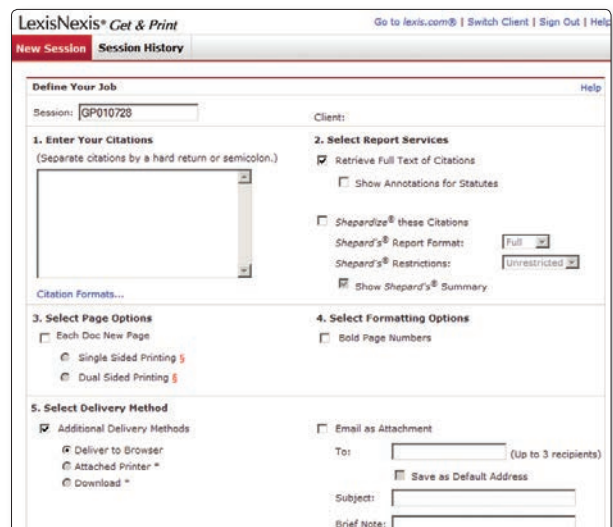 LexisNexis® Get & Print
Go to lexis.com® | Switch Client | Sign Out | Help
New Session Session History
Define Your Job
Help
Session: GP010728
Client:
1. Enter Your Citations
(Separate citations by a hard return or semicolon.)
Citation Formats...
2. Select Report Services
Retrieve Full Text of Citations
Show Annotations for Statutes
Shepardize® these Citations
Shepard's® Report Format: Full
Shepard's® Restrictions: Unrestricted
Show Shepard's® Summary
3. Select Page Options
Each Doc New Page
Single Sided Printing §
Dual Sided Printing §
4. Select Formatting Options
Bold Page Numbers
5. Select Delivery Method
Additional Delivery Methods
Deliver to Browser
Attached Printer *
Download *
Email as Attachment
To: (Up to 3 recipients)
Save as Default Address
Subject:
Brief Note: